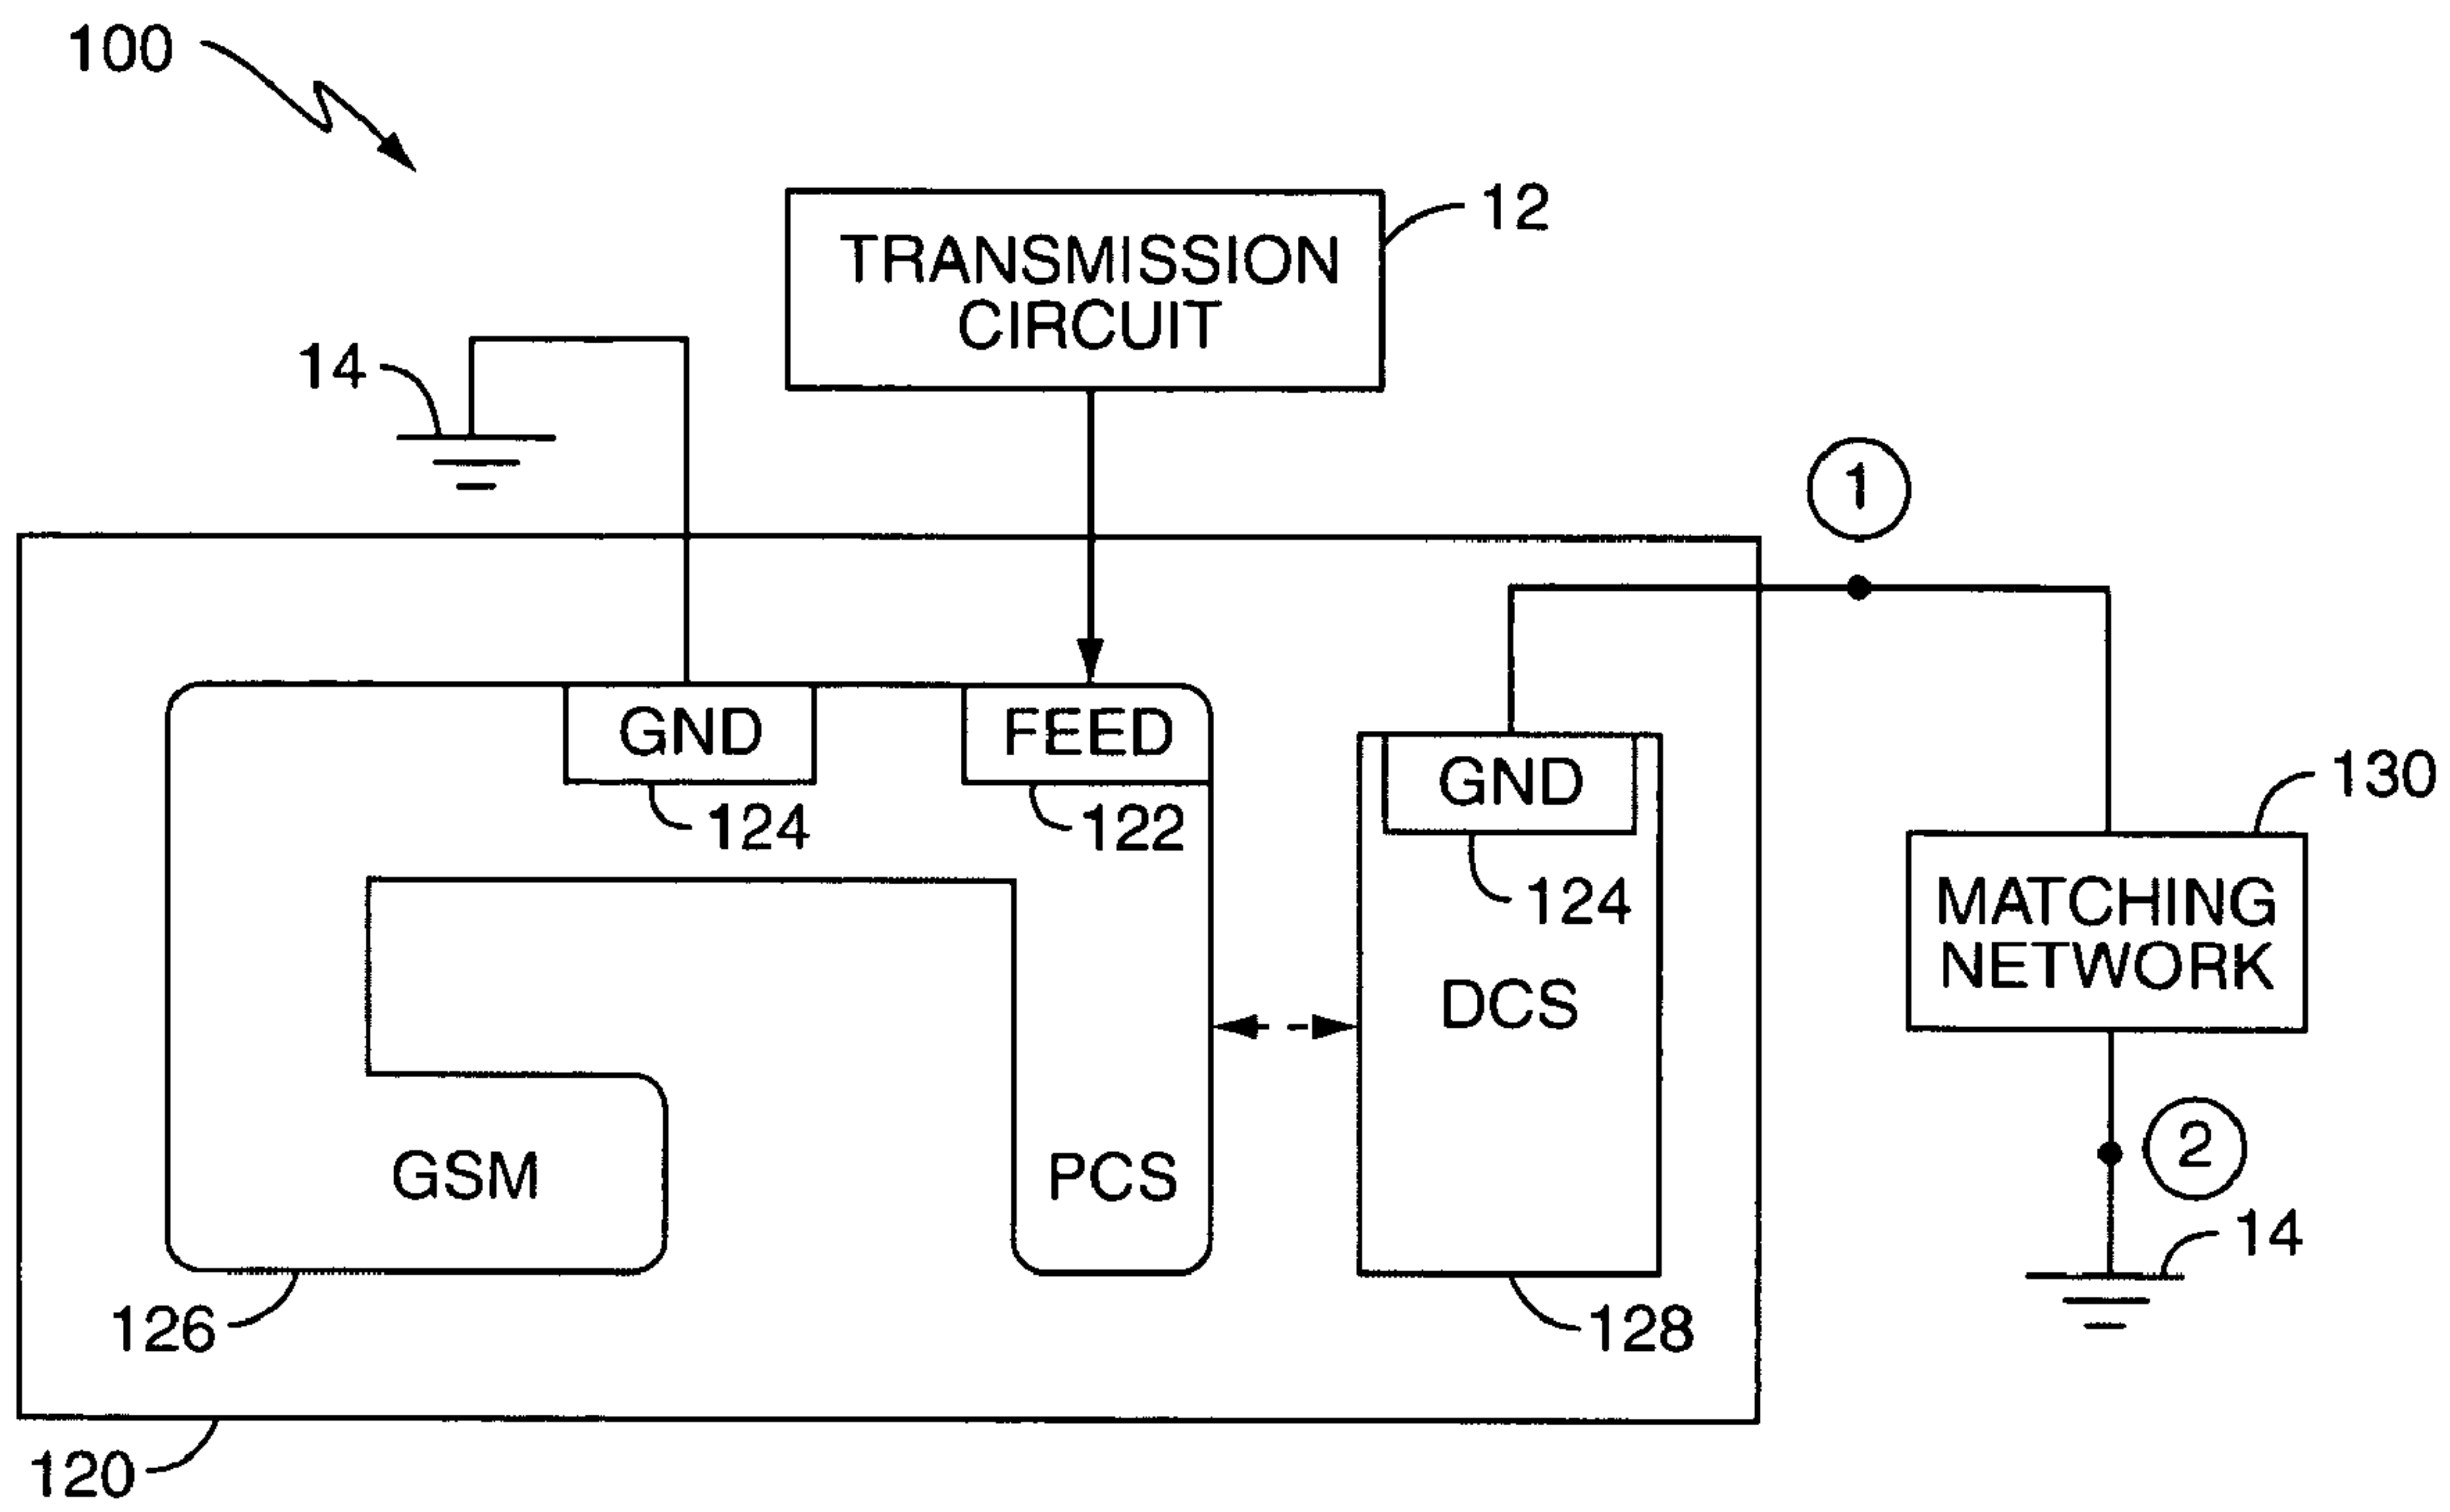 100
12
TRANSMISSION
CIRCUIT
14
1
GND
FEED
GND
124
122
124
130
MATCHING
NETWORK
DCS
GSM
PCS
2
14
126
128
120